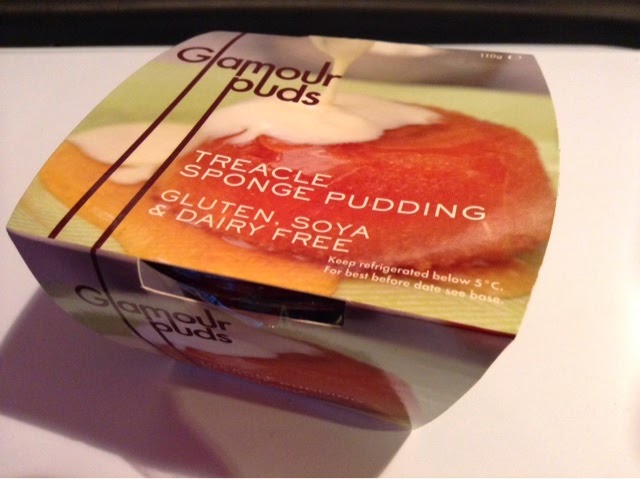 110g e
Glamour
puds
TREACLE
SPONGE PUDDING
GLUTEN, SOYA
& DAIRY FREE
Keep refrigerated below 5°C.
For best before date see base.
Glamour
puds